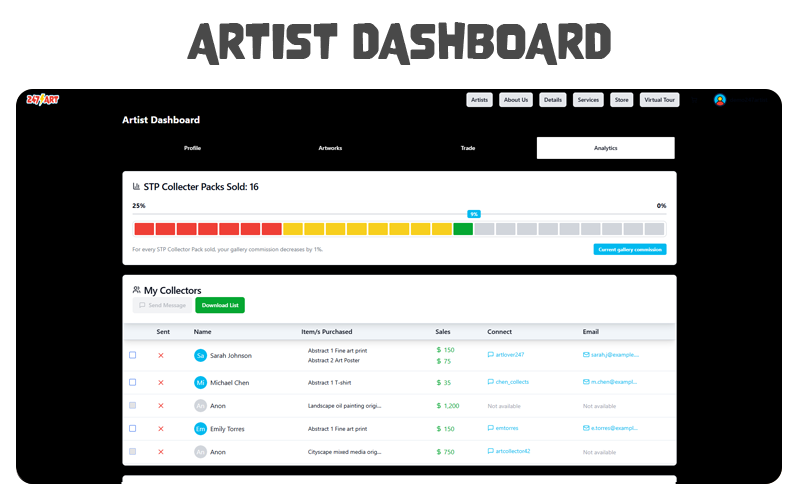 ARTIST DASHBOARD
247 ART
Artists About Us Details Services Store Virtual Tour
Artist Dashboard
Profile Artworks Trade Analytics
STP Collecter Packs Sold: 16
25% 9% 0%
For every STP Collector Pack sold, your gallery commission decreases by 1%. Current gallery commission
My Collectors
Send Message Download List
Sent Name Item/s Purchased Sales Connect Email
Sa Sarah Johnson Abstract 1 Fine art print $ 150 artlover247 sarah.j@example....
Abstract 2 Art Poster $ 75
Mi Michael Chen Abstract 1 T-shirt $ 35 chen_collects m.chen@exampl...
An Anon Landscape oil painting origi... $ 1,200 Not available Not available
Em Emily Torres Abstract 1 Fine art print $ 150 emtorres e.torres@exampl...
An Anon Cityscape mixed media orig... $ 750 artcollector42 Not available